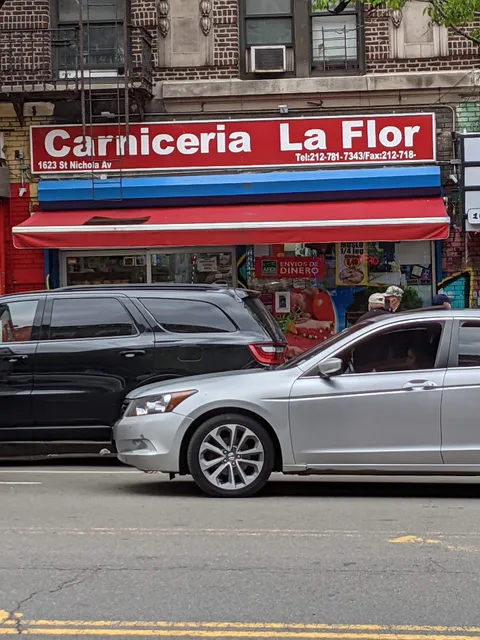 Carniceria La Flor
1623 St Nichola Av
Tel:212-781-7343/Fax:212-718-
ENVIOS DE
DINERO